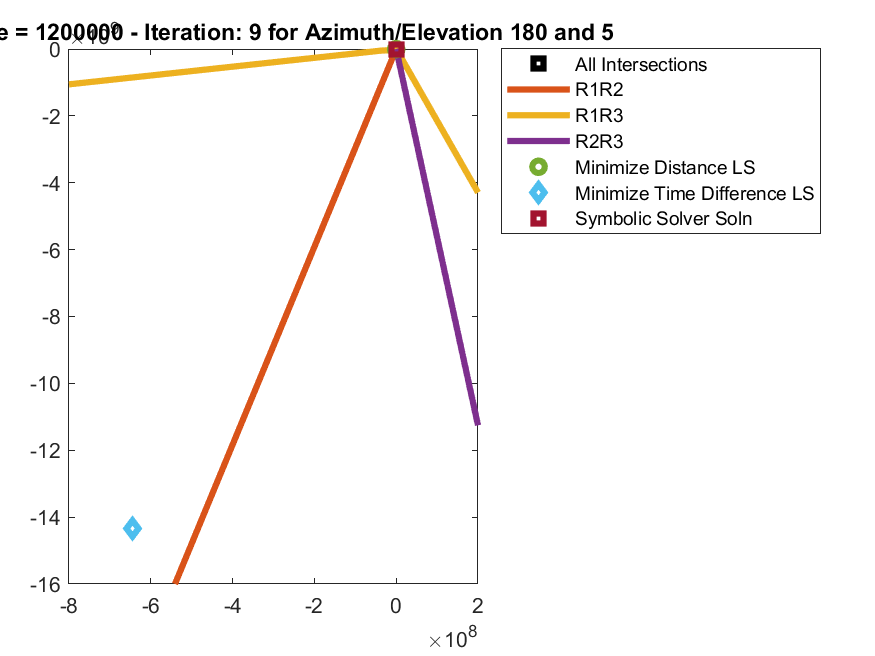 e = 1200000 - Iteration: 9 for Azimuth/Elevation 180 and 5
0
-2
-4
-6
-8
-10
-12
-14
-16
-8 -6 -4 -2 0 2
×10^8
All Intersections
R1R2
R1R3
R2R3
Minimize Distance LS
Minimize Time Difference LS
Symbolic Solver Soln